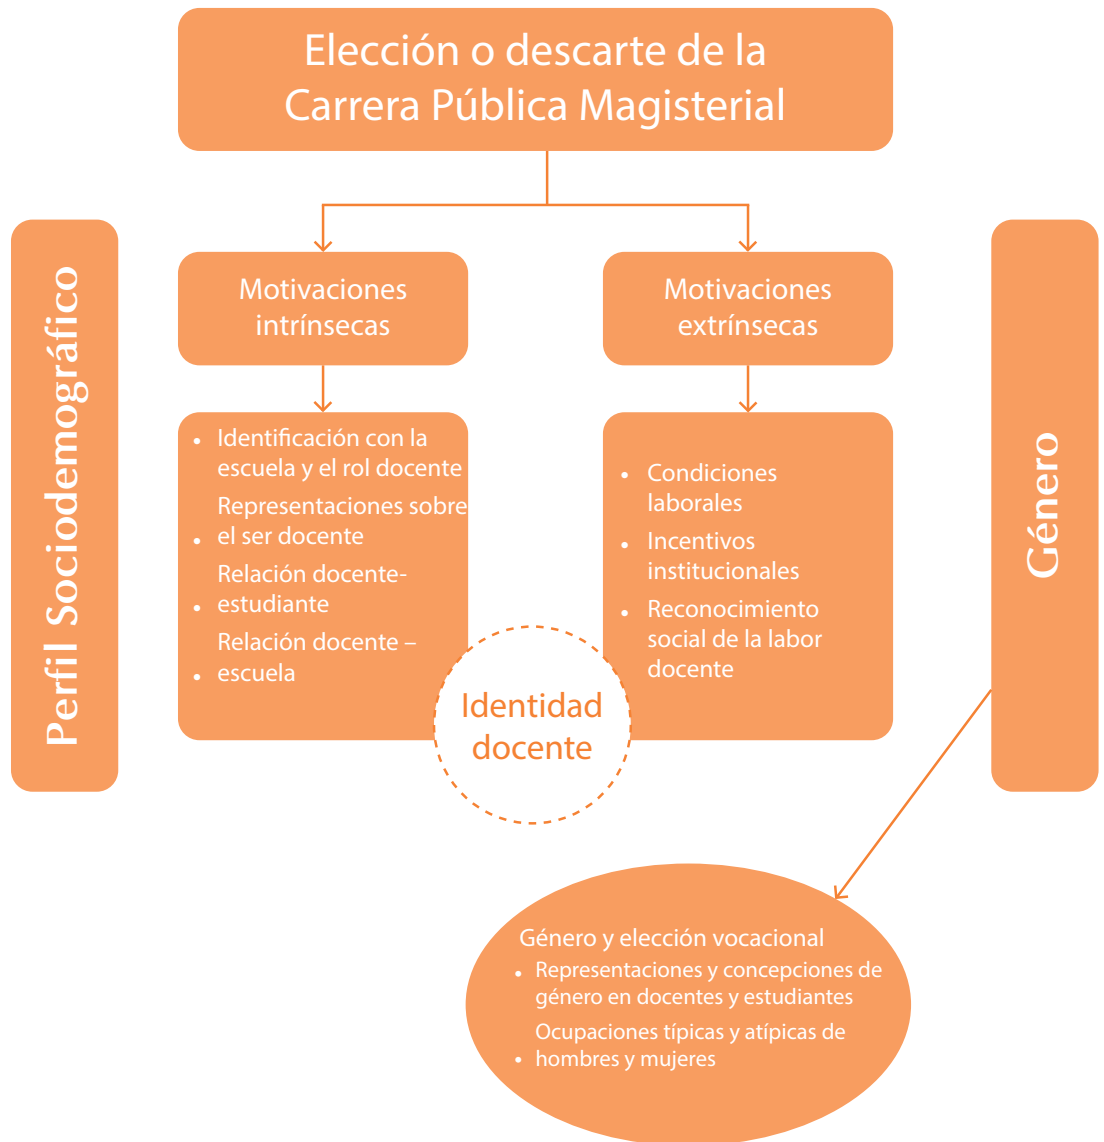 Elección o descarte de la
Carrera Pública Magisterial
Perfil Sociodemográfico
Motivaciones
intrínsecas
• Identificación con la
escuela y el rol docente
Representaciones sobre
• el ser docente
Relación docente-
• estudiante
Relación docente –
• escuela
Motivaciones
extrínsecas
• Condiciones
laborales
• Incentivos
institucionales
• Reconocimiento
social de la labor
docente
Identidad
docente
Género
Género y elección vocacional
• Representaciones y concepciones de
género en docentes y estudiantes
Ocupaciones típicas y atípicas de
• hombres y mujeres